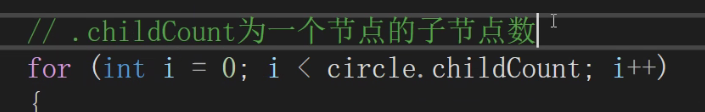 // .childCount为一个节点的子节点数
for (int i = 0; i < circle.childCount; i++)
{